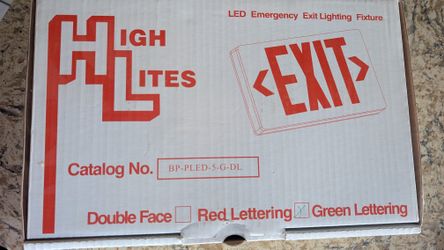 LED Emergency Exit Lighting Fixture
HIGH
LITES
EXIT
Catalog No. BP-PLED-5-G-DL
Double Face Red Lettering Green Lettering